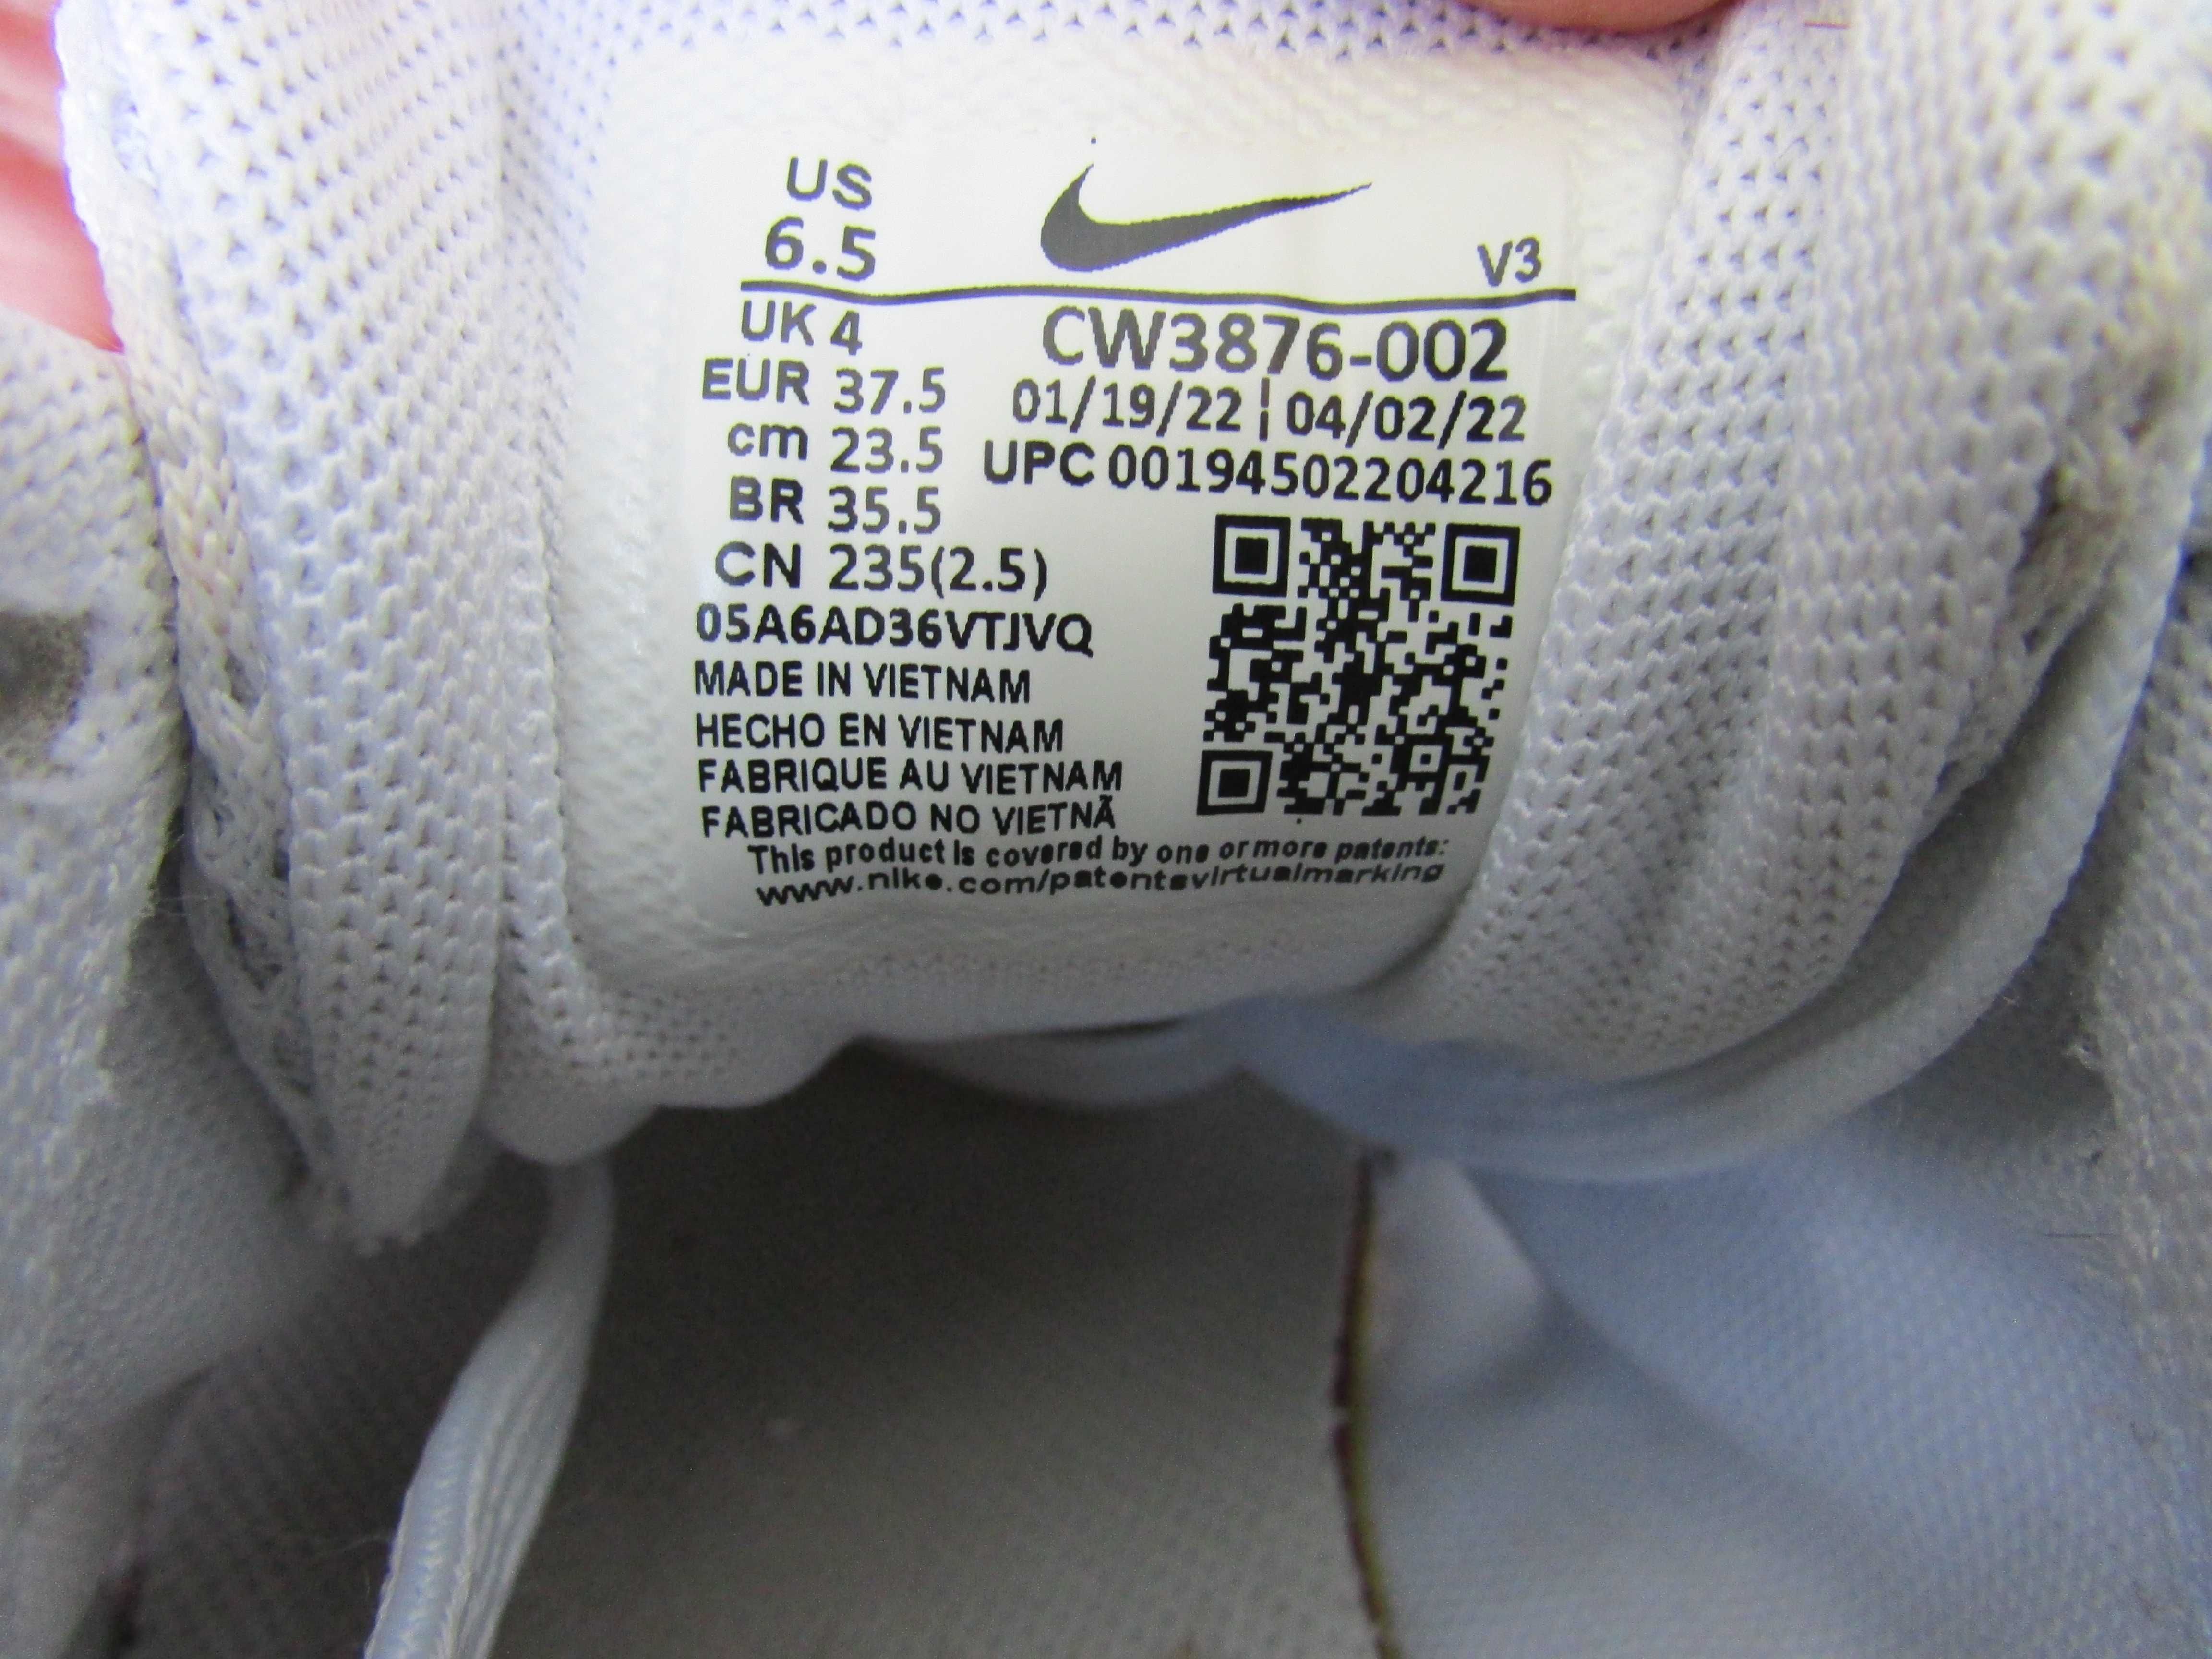 US
6.5
V3
UK 4
EUR 37.5
cm 23.5
BR 35.5
CN 235(2.5)
CW3876-002
01/19/22 ¦ 04/02/22
UPC 00194502204216
05A6AD36VTJVQ
MADE IN VIETNAM
HECHO EN VIETNAM
FABRIQUE AU VIETNAM
FABRICADO NO VIETNÃ
This product is covered by one or more patents:
www.nike.com/patentsvirtualmarking